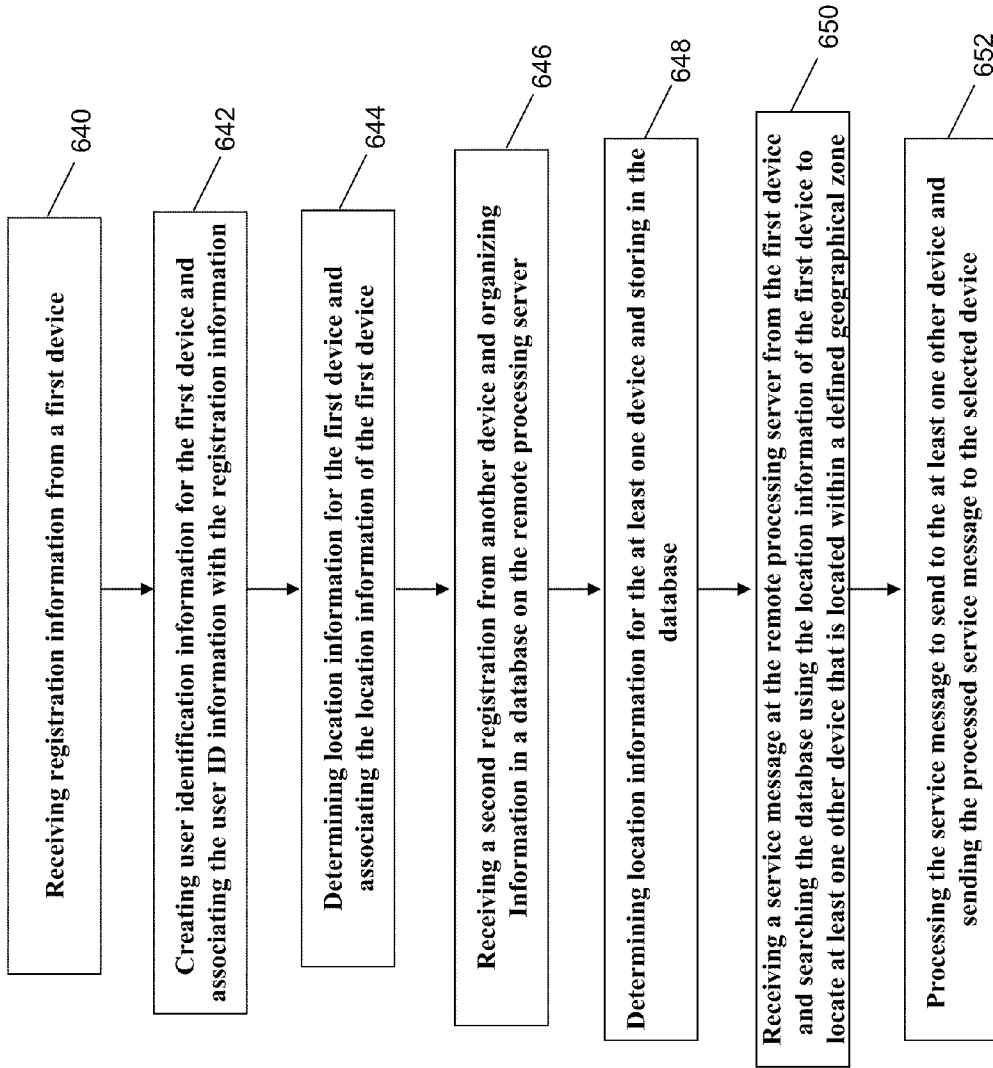 Receiving registration information from a first device
640
Creating user identification information for the first device and
associating the user ID information with the registration information
642
Determining location information for the first device and
associating the location information of the first device
644
Receiving a second registration from another device and organizing
Information in a database on the remote processing server
646
Determining location information for the at least one device and storing in the
database
648
Receiving a service message at the remote processing server from the first device
and searching the database using the location information of the first device to
locate at least one other device that is located within a defined geographical zone
650
Processing the service message to send to the at least one other device and
sending the processed service message to the selected device
652